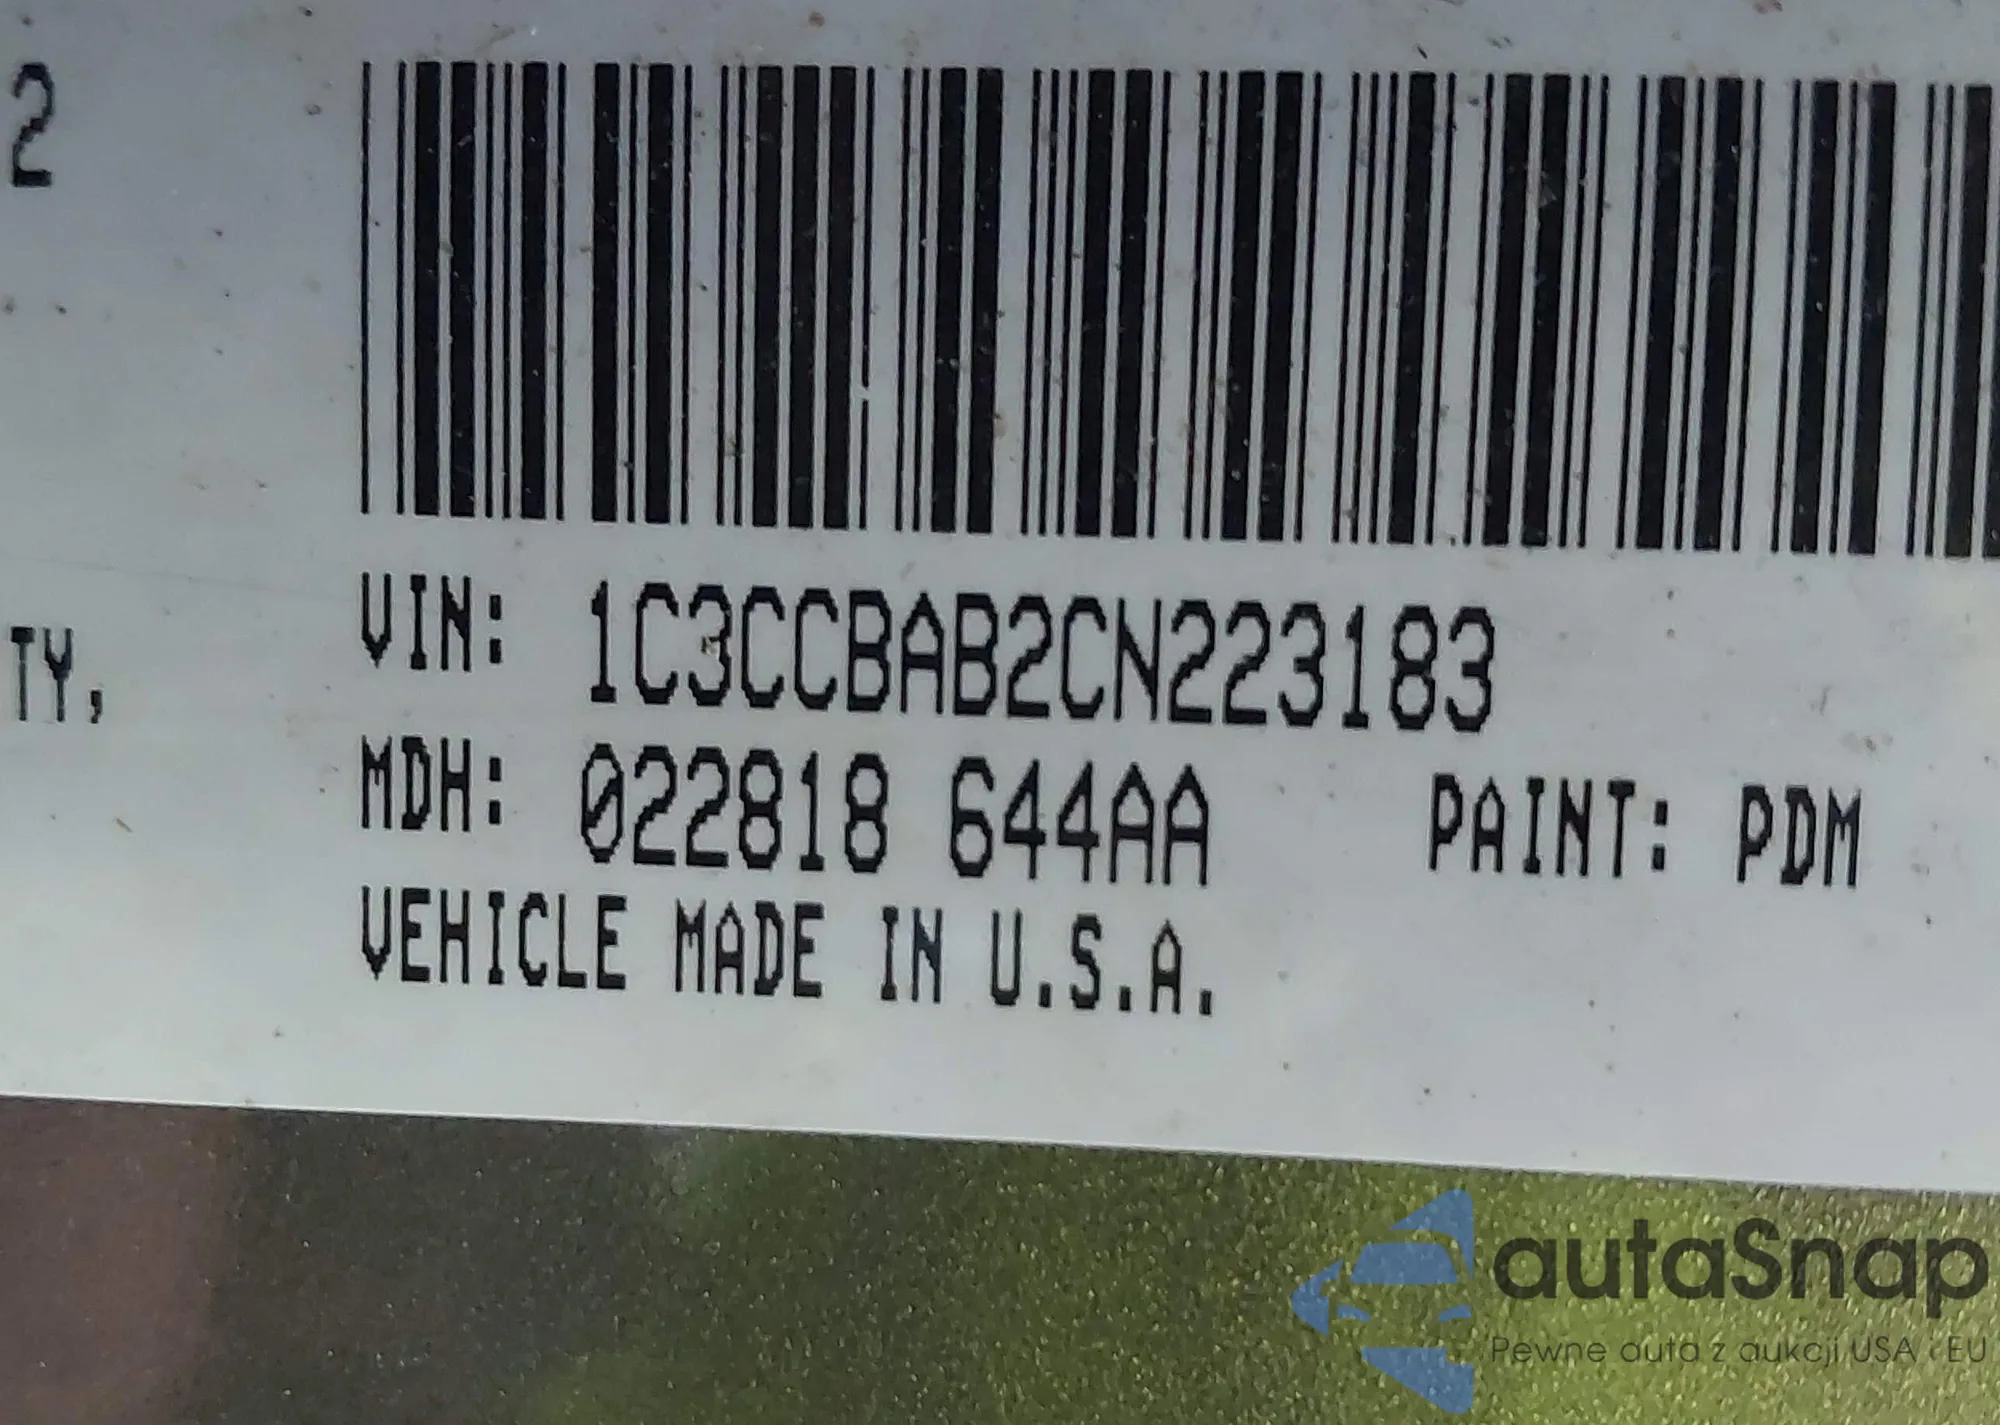 2
TY,
VIN: 1C3CCBAB2CN223183
MDH: 022818 644AA PAINT: PDM
VEHICLE MADE IN U.S.A.
autaSnap
Pewne auta z aukcji USA i EU